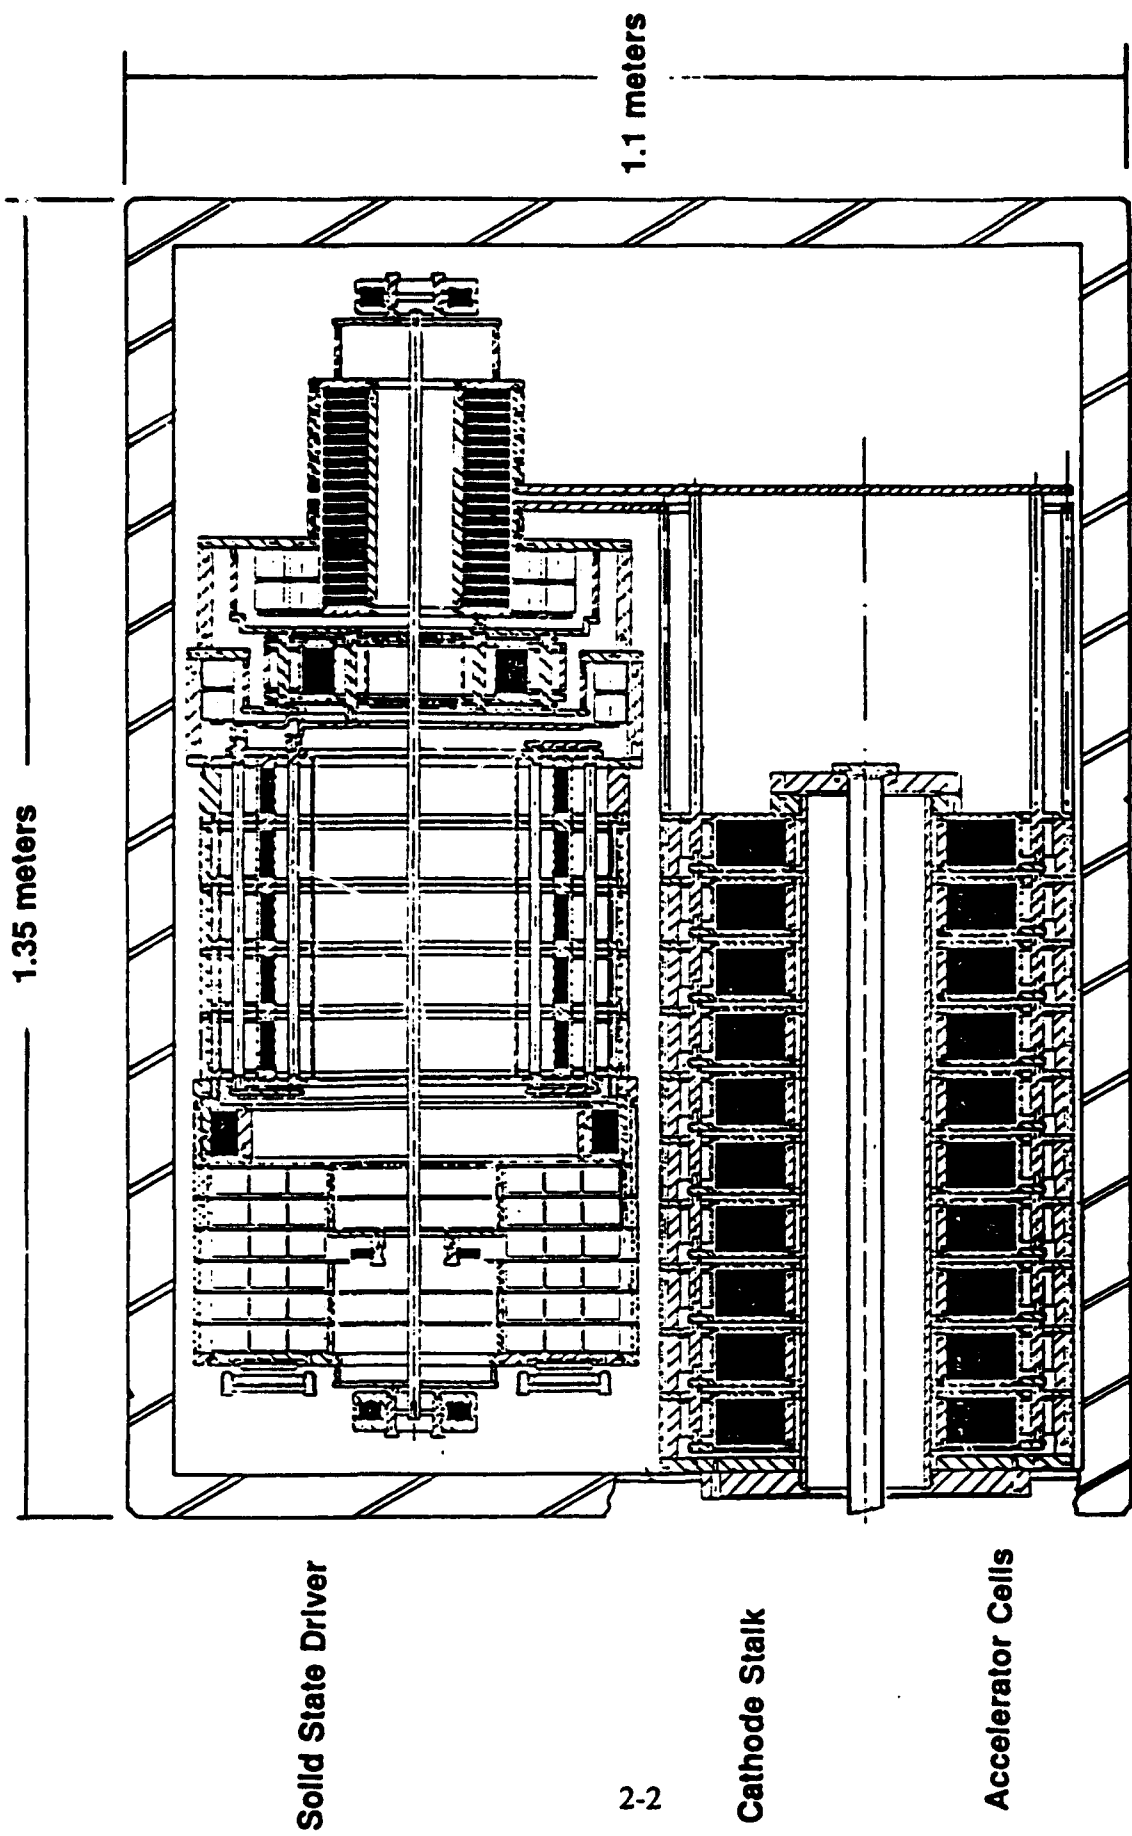 1.35 meters
1.1 meters
Solid State Driver
Cathode Stalk
Accelerator Cells
2-2